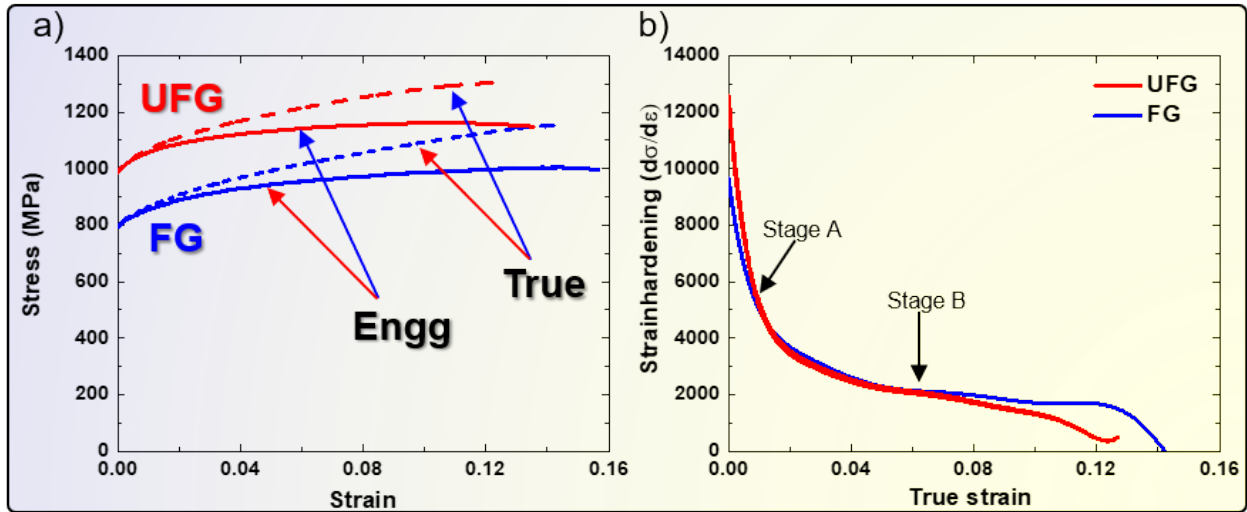 a)
1400
1200
1000
800
600
400
200
0
Stress (MPa)
UFG
FG
Engg
True
0.00
0.04
0.08
0.12
0.16
Strain
b)
14000
12000
10000
8000
6000
4000
2000
0
Strainhardening (dσ/dε)
UFG
FG
Stage A
Stage B
0.00
0.04
0.08
0.12
0.16
True strain